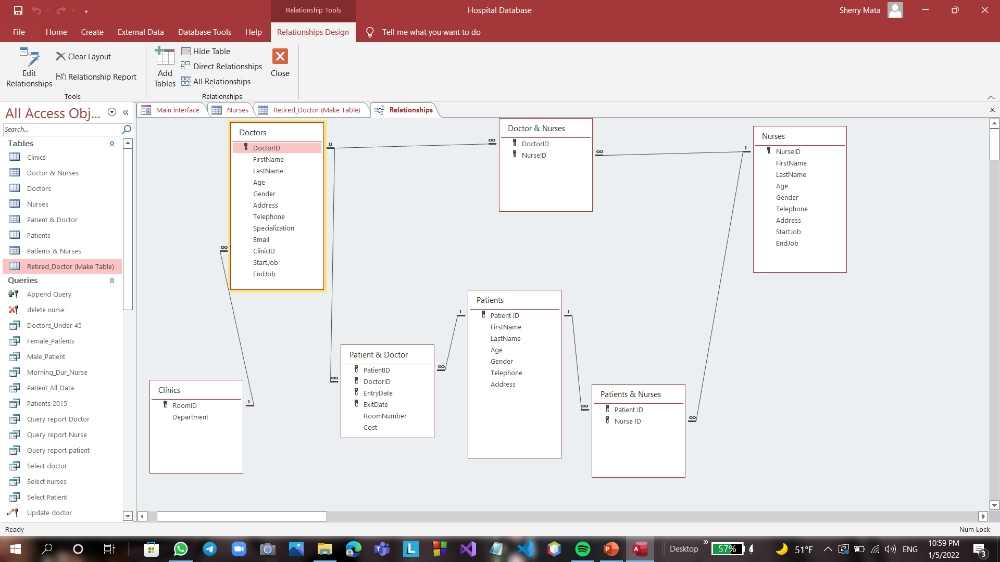 Relationship Tools
Hospital Database
Sherry Mata
File
Home
Create
External Data
Database Tools
Help
Relationships Design
Tell me what you want to do
Edit
Relationships
Clear Layout
Relationship Report
Tools
Add
Tables
Hide Table
Direct Relationships
All Relationships
Close
Relationships
All Access Obj...
Search...
Tables
Clinics
Doctor & Nurses
Doctors
Nurses
Patient & Doctor
Patients
Patients & Nurses
Retired_Doctor (Make Table)
Queries
Append Query
delete nurse
Doctors_Under 45
Female_Patients
Male_Patient
Morning_Dur_Nurse
Patient_All_Data
Patients 2015
Query report Doctor
Query report Nurse
Query report patient
Select doctor
Select nurses
Select Patient
Update doctor
Main interface
Nurses
Retired_Doctor (Make Table)
Relationships
Doctors
DoctorID
FirstName
LastName
Age
Gender
Address
Telephone
Specialization
Email
ClinicID
StartJob
EndJob
1
1
∞
∞
Doctor & Nurses
DoctorID
NurseID
∞
1
Nurses
NurseID
FirstName
LastName
Age
Gender
Telephone
Address
StartJob
EndJob
Clinics
RoomID
Department
1
∞
Patient & Doctor
PatientID
DoctorID
EntryDate
ExitDate
RoomNumber
Cost
∞
1
Patients
Patient ID
FirstName
LastName
Age
Gender
Telephone
Address
1
∞
Patients & Nurses
Patient ID
Nurse ID
∞
Ready
Num Lock
Desktop
57%
51°F
ENG
10:59 PM
1/5/2022
3